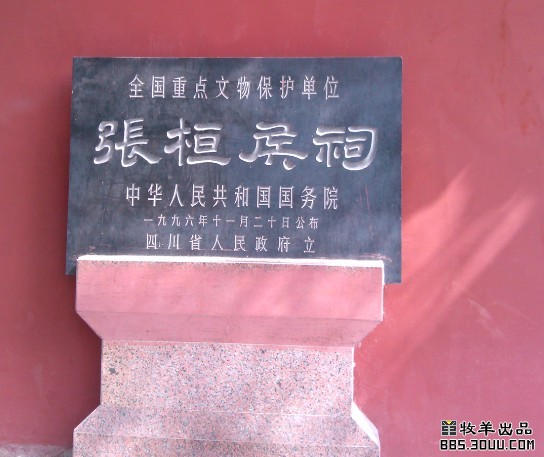 全国重点文物保护单位
張桓侯祠
中华人民共和国国务院
一九九六年十一月二十日公布
四川省人民政府立
牧羊出品
BBS.30UU.COM